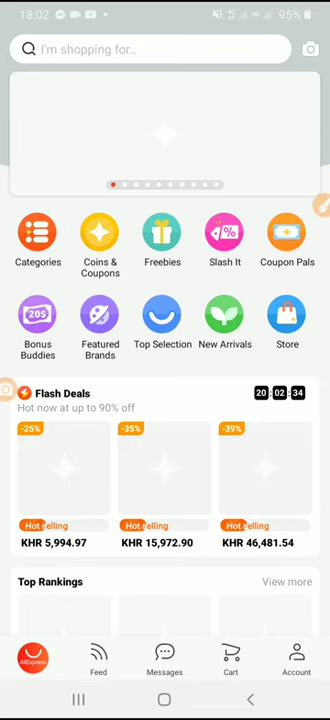 18:02
95%
I'm shopping for...
%
20$
Categories
Coins & Coupons
Freebies
Slash It
Coupon Pals
Bonus Buddies
Featured Brands
Top Selection
New Arrivals
Store
Flash Deals
20:02:34
Hot now at up to 90% off
-25%
-35%
-39%
Hot selling
Hot selling
Hot selling
KHR 5,994.97
KHR 15,972.90
KHR 46,481.54
Top Rankings
View more
AliExpress
Feed
Messages
Cart
Account